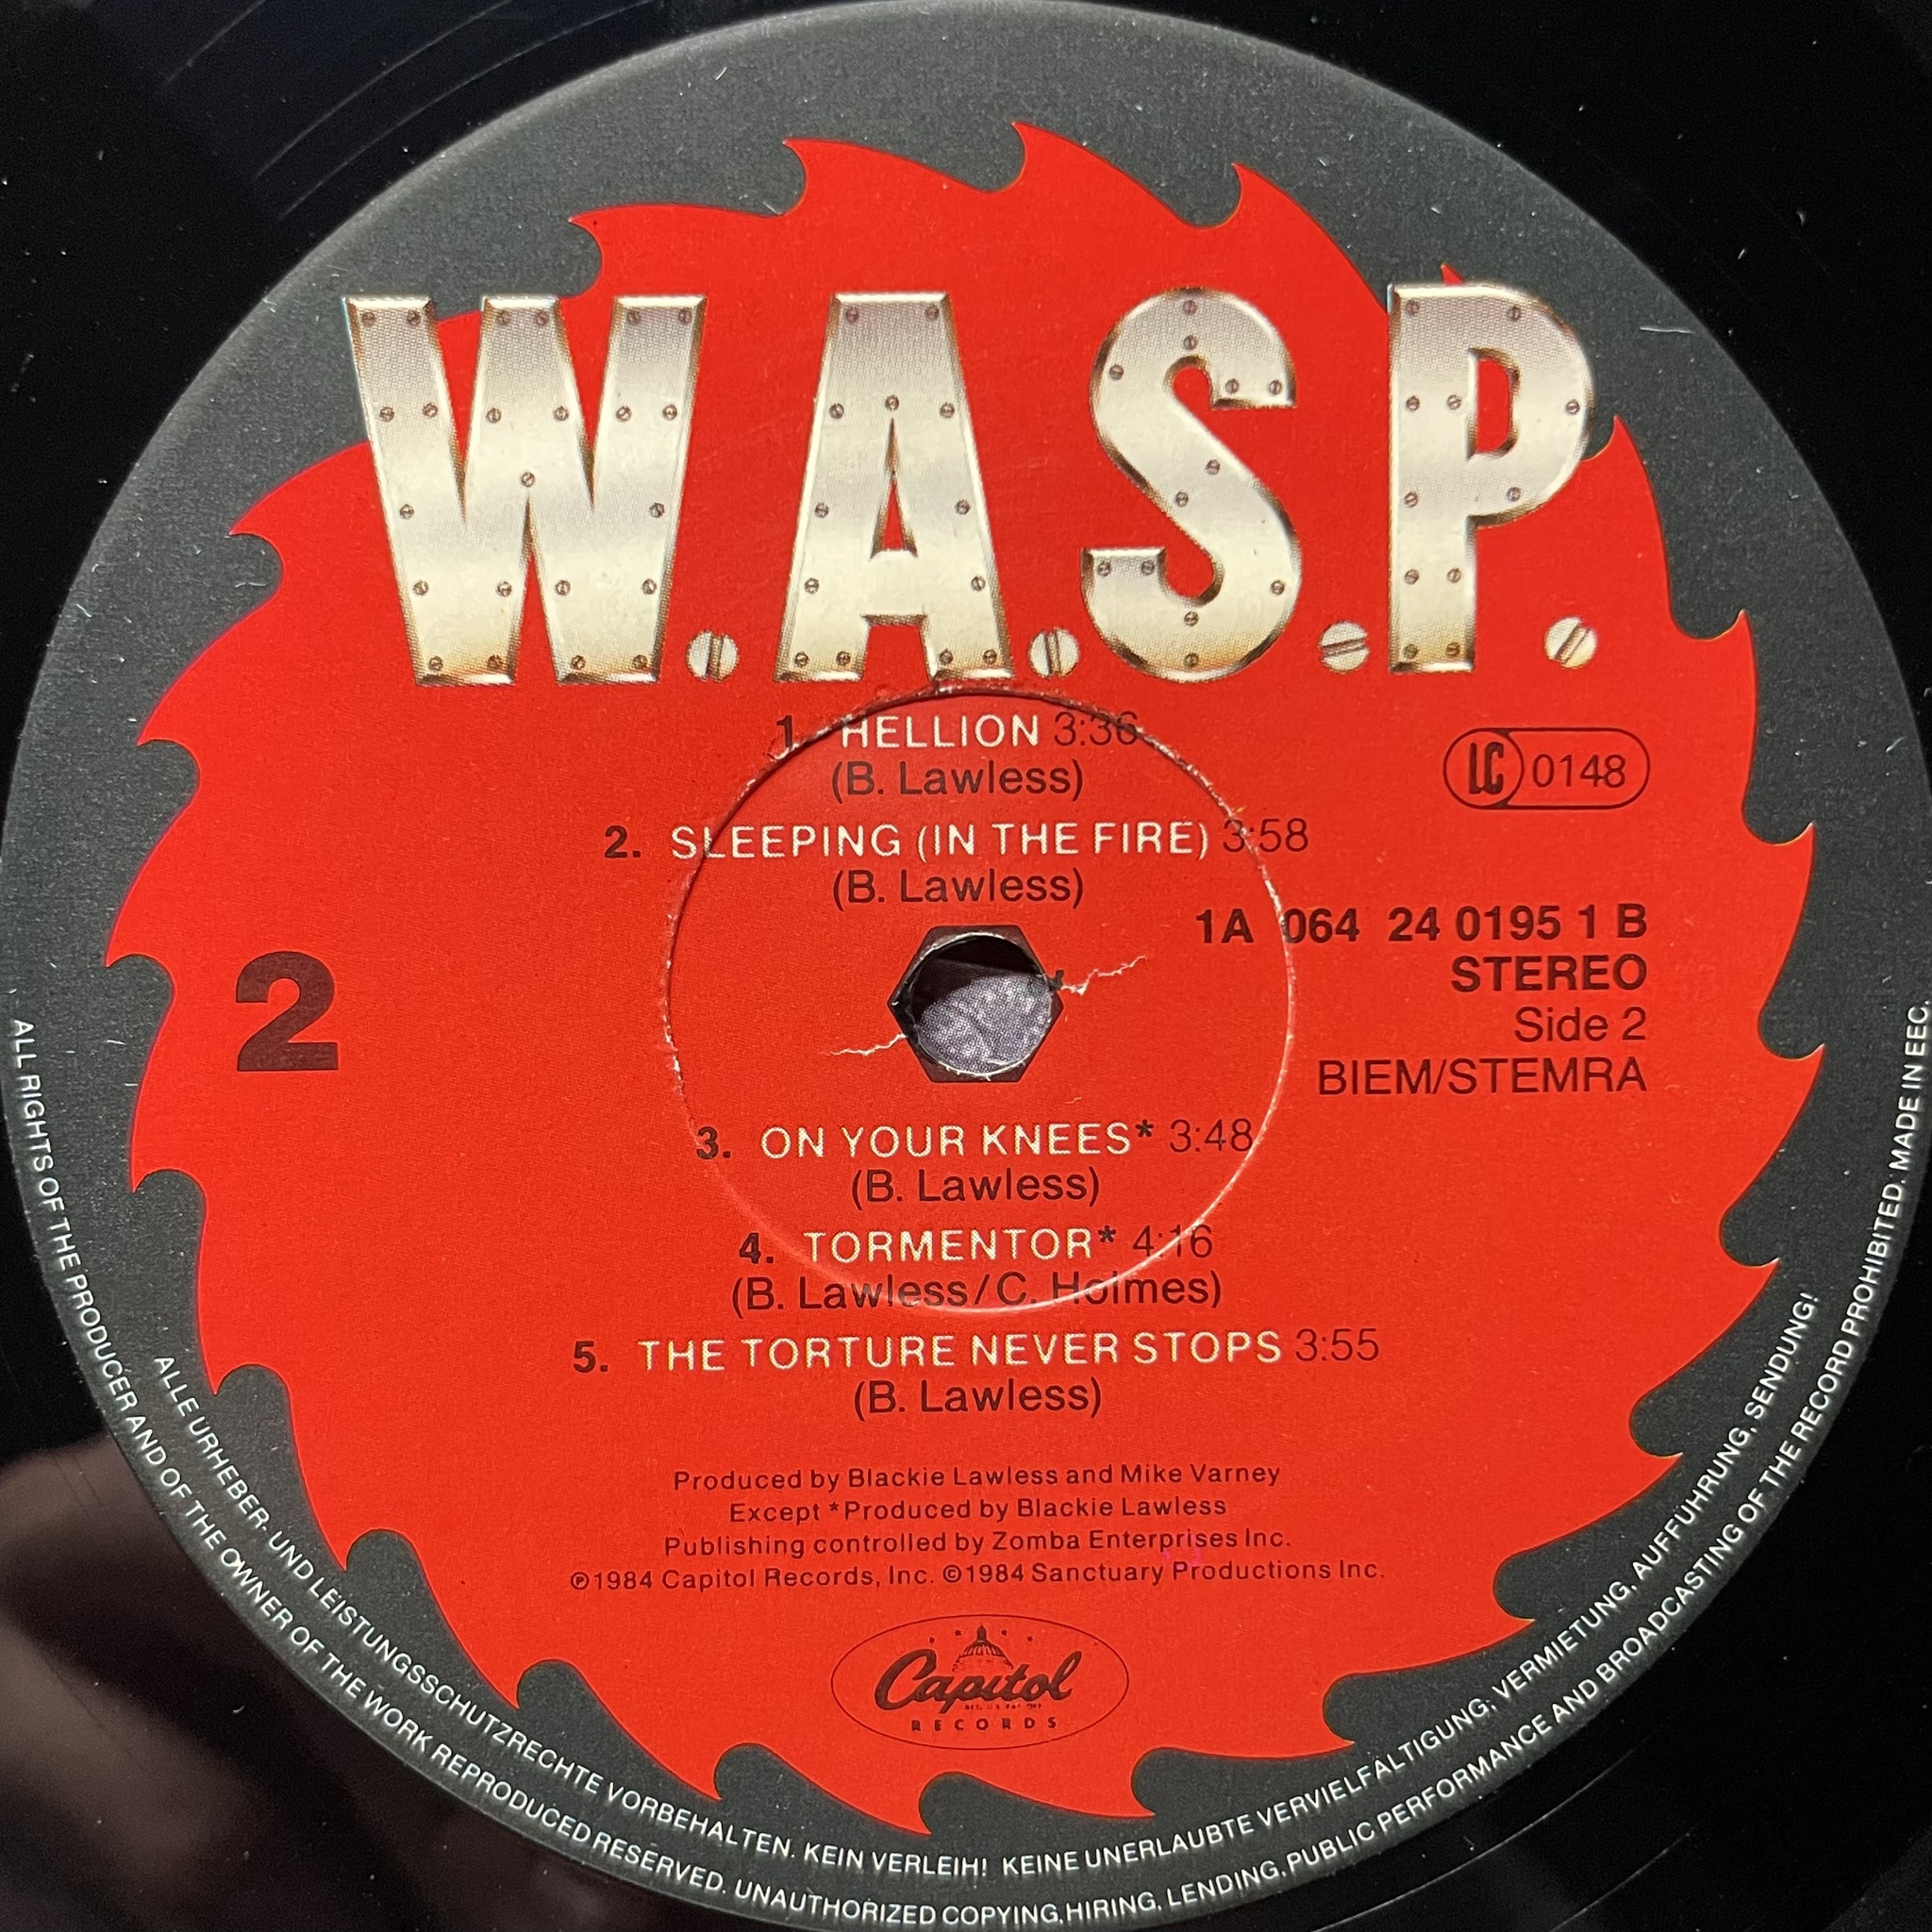 W.A.S.P.
1. HELLION 3:36
(B. Lawless)
LC 0148
2. SLEEPING (IN THE FIRE) 3:58
(B. Lawless)
1A 064 24 0195 1 B
STEREO
Side 2
BIEM/STEMRA
2
3. ON YOUR KNEES* 3:48
(B. Lawless)
4. TORMENTOR* 4:16
(B. Lawless/C. Holmes)
5. THE TORTURE NEVER STOPS 3:55
(B. Lawless)
Produced by Blackie Lawless and Mike Varney
Except *Produced by Blackie Lawless
Publishing controlled by Zomba Enterprises Inc.
℗1984 Capitol Records, Inc. ©1984 Sanctuary Productions Inc.
Capitol
RECORDS
ALLE URHEBER- UND LEISTUNGSSCHUTZRECHTE VORBEHALTEN. KEIN VERLEIH! KEINE UNERLAUBTE VERVIELFÄLTIGUNG, VERMIETUNG, AUFFÜHRUNG, SENDUNG!
ALL RIGHTS OF THE PRODUCER AND OF THE OWNER OF THE WORK REPRODUCED RESERVED. UNAUTHORIZED COPYING, HIRING, LENDING, PUBLIC PERFORMANCE AND BROADCASTING OF THE RECORD PROHIBITED. MADE IN EEC.